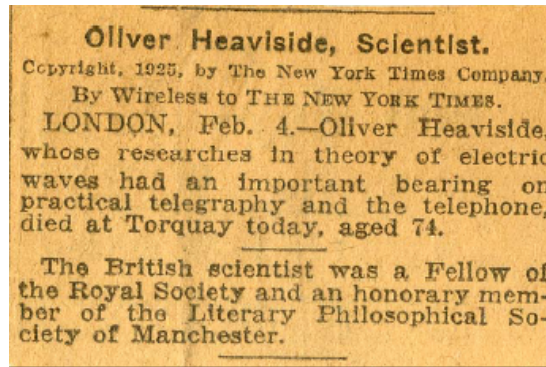 Oliver Heaviside, Scientist.
Copyright, 1925, by The New York Times Company.
By Wireless to THE NEW YORK TIMES.
LONDON, Feb. 4.—Oliver Heaviside,
whose researches in theory of electric
waves had an important bearing on
practical telegraphy and the telephone,
died at Torquay today, aged 74.
The British scientist was a Fellow of
the Royal Society and an honorary mem-
ber of the Literary Philosophical So-
ciety of Manchester.